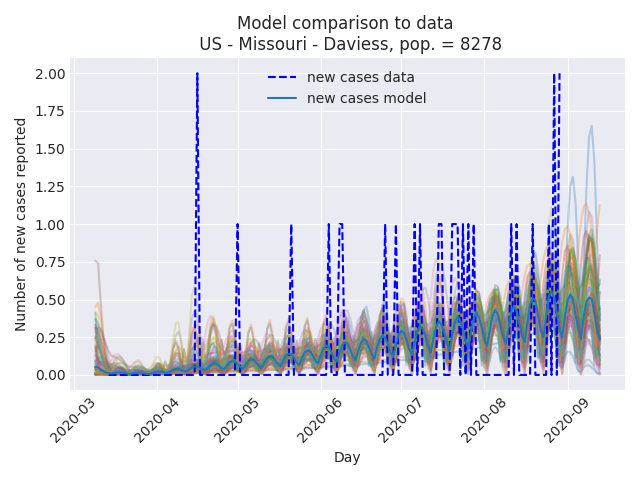 Model comparison to data
US - Missouri - Daviess, pop. = 8278
new cases data
new cases model
Number of new cases reported
2.00
1.75
1.50
1.25
1.00
0.75
0.50
0.25
0.00
2020-03
2020-04
2020-05
2020-06
2020-07
2020-08
2020-09
Day